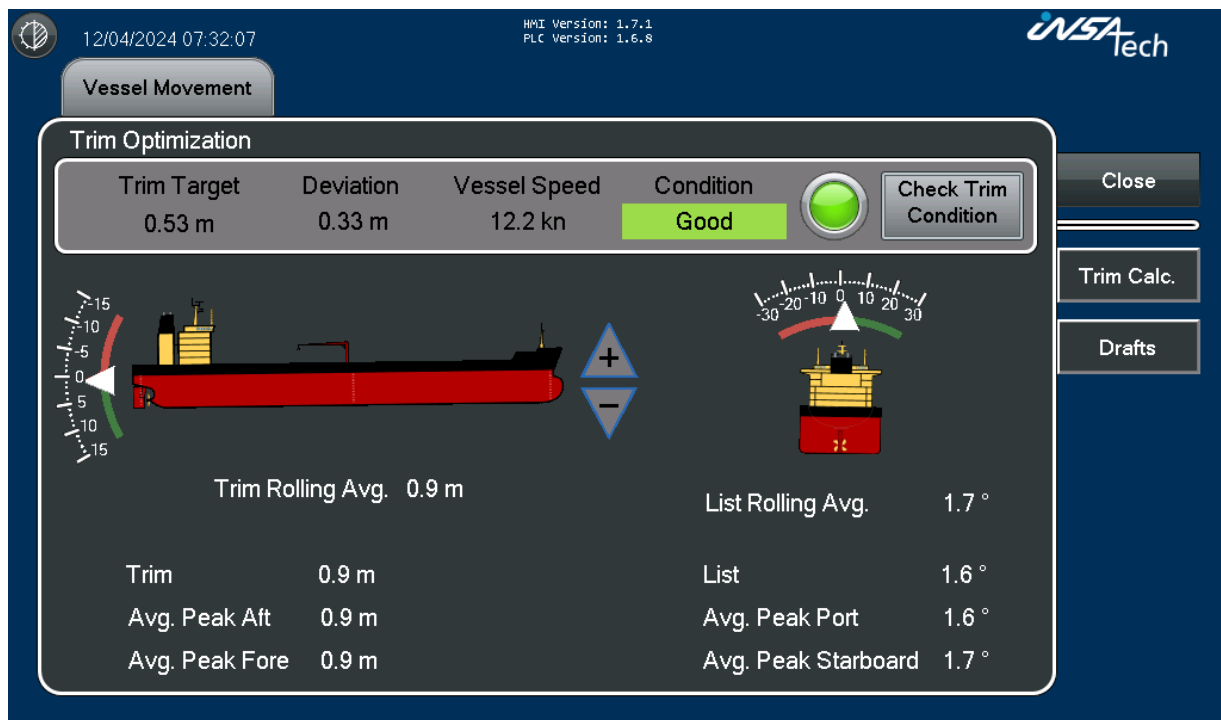 12/04/2024 07:32:07
HMI Version: 1.7.1
PLC Version: 1.6.8
iNSATech
Vessel Movement
Trim Optimization
Trim Target Deviation Vessel Speed Condition
0.53 m 0.33 m 12.2 kn Good
Check Trim
Condition
Close
Trim Calc.
Drafts
-15
-10
-5
0
5
10
15
+
−
-30 -20 -10 0 10 20 30
Trim Rolling Avg. 0.9 m
List Rolling Avg. 1.7 °
Trim 0.9 m
Avg. Peak Aft 0.9 m
Avg. Peak Fore 0.9 m
List 1.6 °
Avg. Peak Port 1.6 °
Avg. Peak Starboard 1.7 °